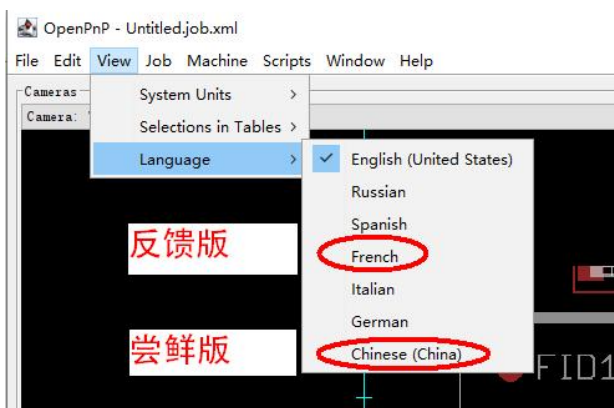 OpenPnP - Untitled.job.xml
File Edit View Job Machine Scripts Window Help
Cameras
Camera:
System Units >
Selections in Tables >
Language >
✓ English (United States)
Russian
Spanish
反馈版
French
Italian
German
尝鲜版
Chinese (China)
FID1